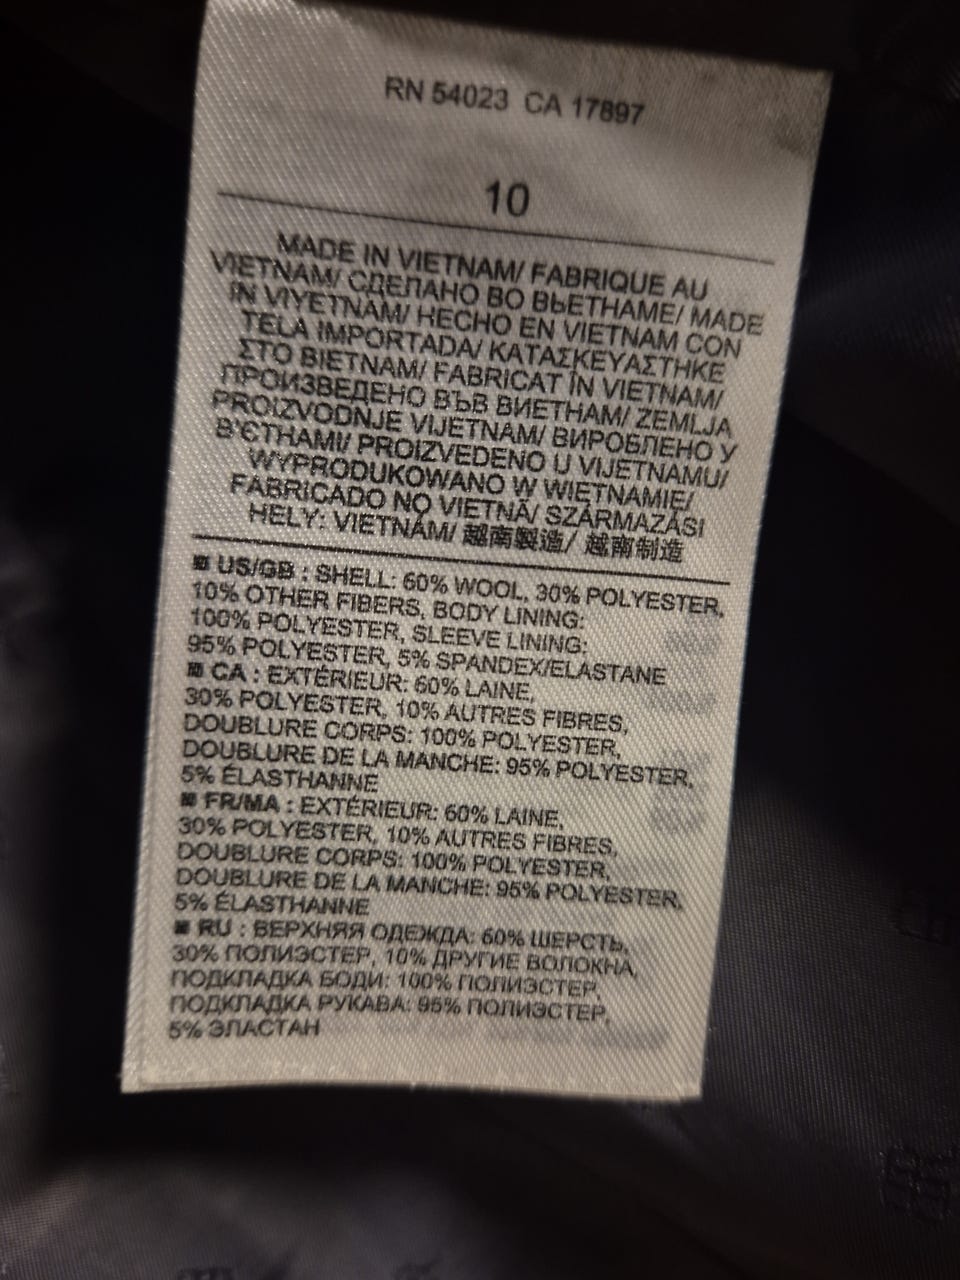 RN 54023 CA 17897
10
MADE IN VIETNAM/ FABRIQUE AU
VIETNAM/ СДЕЛАНО ВО ВЬЕТНАМЕ/ MADE
IN VIYETNAM/ HECHO EN VIETNAM CON
TELA IMPORTADA/ ΚΑΤΑΣΚΕΥΑΣΤΗΚΕ
ΣΤΟ ΒΙΕΤΝΑΜ/ FABRICAT ÎN VIETNAM/
ПРОИЗВЕДЕНО ВЪВ ВИЕТНАМ/ ZEMLJA
PROIZVODNJE VIJETNAM/ ВИРОБЛЕНО У
В'ЄТНАМІ/ PROIZVEDENO U VIJETNAMU/
WYPRODUKOWANO W WIETNAMIE/
FABRICADO NO VIETNÃ/ SZÁRMAZÁSI
HELY: VIETNÁM/ 越南製造/ 越南制造
US/GB : SHELL: 60% WOOL, 30% POLYESTER,
10% OTHER FIBERS, BODY LINING:
100% POLYESTER, SLEEVE LINING:
95% POLYESTER, 5% SPANDEX/ELASTANE
CA : EXTÉRIEUR: 60% LAINE,
30% POLYESTER, 10% AUTRES FIBRES,
DOUBLURE CORPS: 100% POLYESTER,
DOUBLURE DE LA MANCHE: 95% POLYESTER,
5% ÉLASTHANNE
FR/MA : EXTÉRIEUR: 60% LAINE,
30% POLYESTER, 10% AUTRES FIBRES,
DOUBLURE CORPS: 100% POLYESTER,
DOUBLURE DE LA MANCHE: 95% POLYESTER,
5% ÉLASTHANNE
RU : ВЕРХНЯЯ ОДЕЖДА: 60% ШЕРСТЬ,
30% ПОЛИЭСТЕР, 10% ДРУГИЕ ВОЛОКНА,
ПОДКЛАДКА БОДИ: 100% ПОЛИЭСТЕР,
ПОДКЛАДКА РУКАВА: 95% ПОЛИЭСТЕР,
5% ЭЛАСТАН